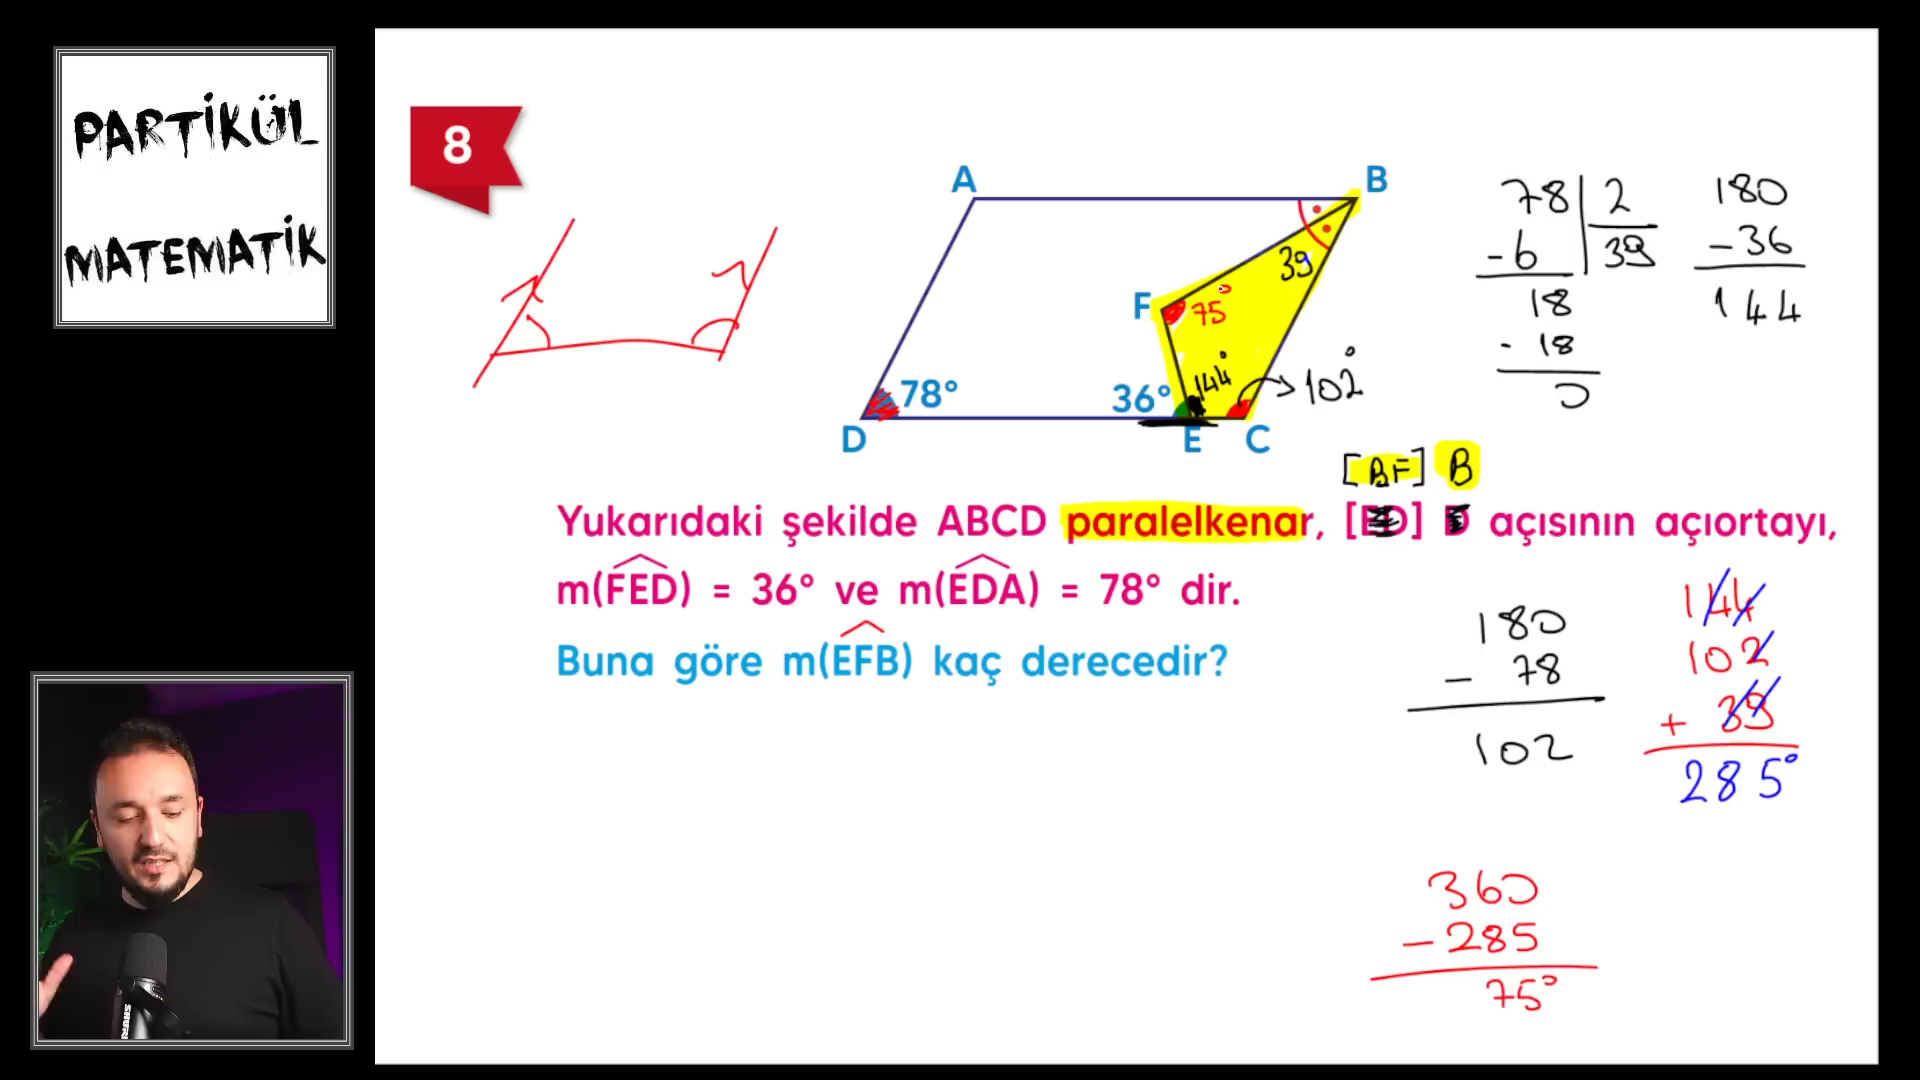 PARTİKÜL
MATEMATİK
8
A
B
78 | 2
180
- 6
39
- 36
18
144
- 18
0
39
F
75°
144°
102°
78°
36°
D
E
C
[BF] B
Yukarıdaki şekilde ABCD paralelkenar, [ED] açısının açıortayı,
m(FED) = 36° ve m(EDA) = 78° dir.
Buna göre m(EFB) kaç derecedir?
180
- 78
102
144
102
+ 39
285°
360
- 285
75°